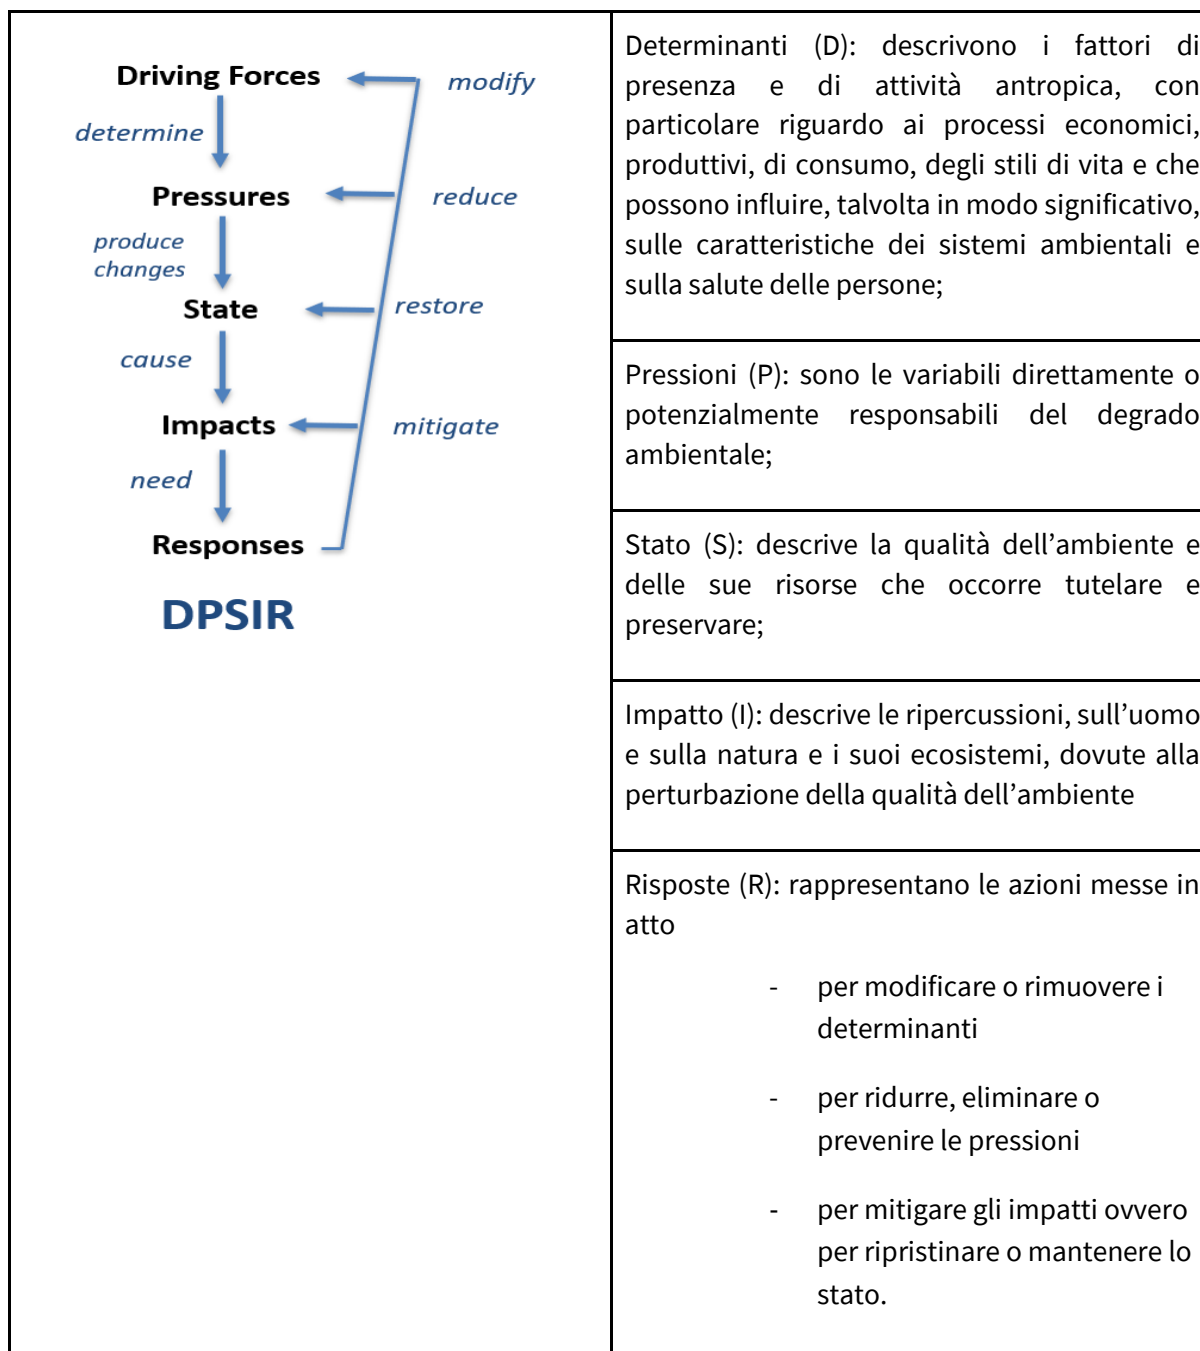 Driving Forces
modify
determine
Pressures
reduce
produce
changes
State
restore
cause
Impacts
mitigate
need
Responses
DPSIR
Determinanti (D): descrivono i fattori di
presenza e di attività antropica, con
particolare riguardo ai processi economici,
produttivi, di consumo, degli stili di vita e che
possono influire, talvolta in modo significativo,
sulle caratteristiche dei sistemi ambientali e
sulla salute delle persone;
Pressioni (P): sono le variabili direttamente o
potenzialmente responsabili del degrado
ambientale;
Stato (S): descrive la qualità dell’ambiente e
delle sue risorse che occorre tutelare e
preservare;
Impatto (I): descrive le ripercussioni, sull’uomo
e sulla natura e i suoi ecosistemi, dovute alla
perturbazione della qualità dell’ambiente
Risposte (R): rappresentano le azioni messe in
atto
- per modificare o rimuovere i
determinanti
- per ridurre, eliminare o
prevenire le pressioni
- per mitigare gli impatti ovvero
per ripristinare o mantenere lo
stato.